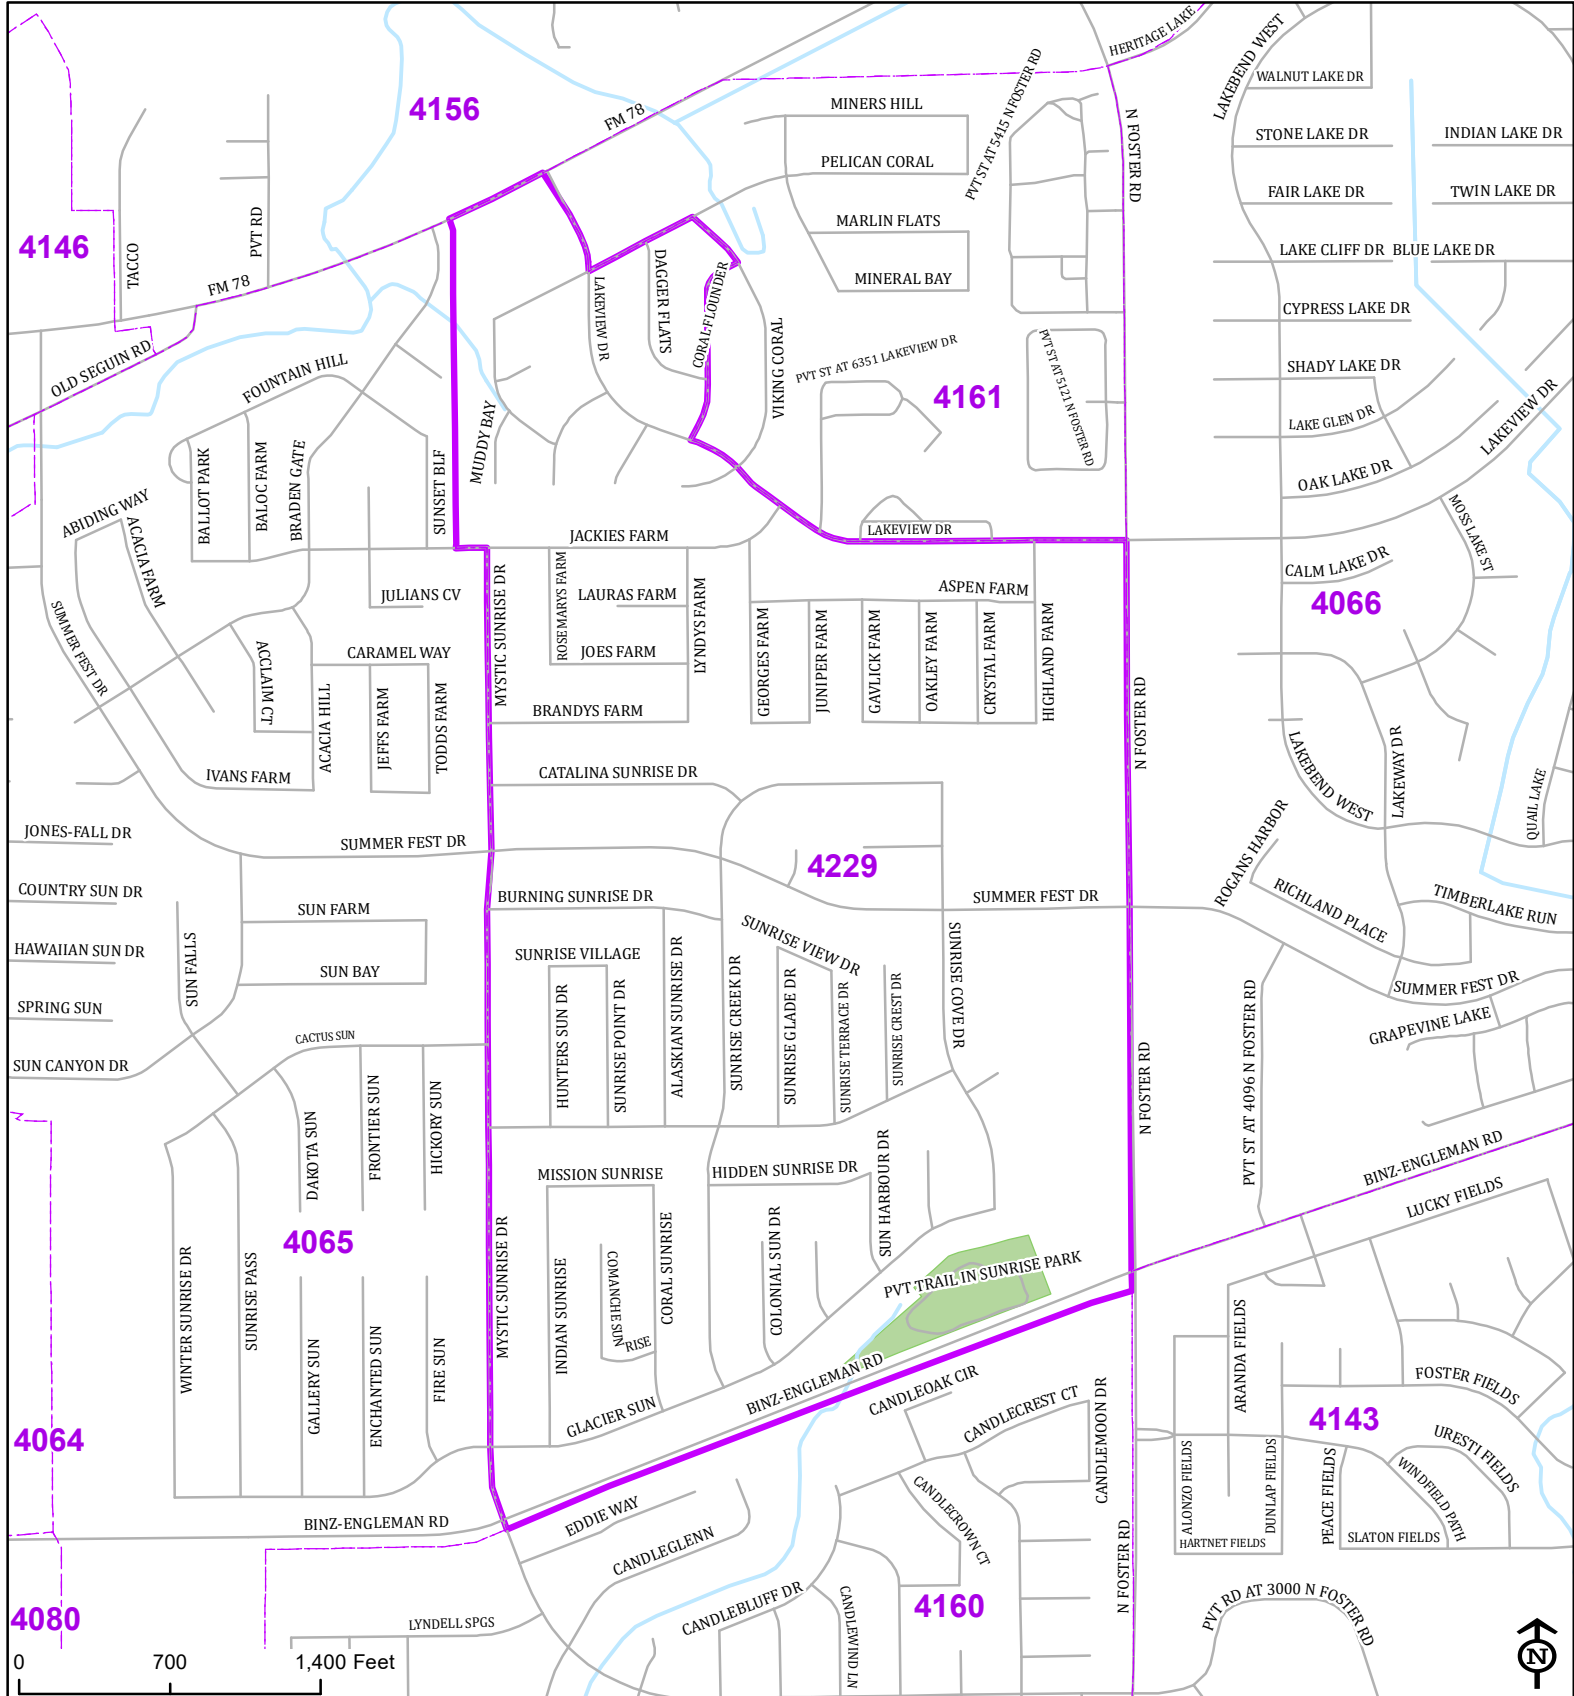 HERITAGE LAKE
LAKEBEND WEST
4156
FM 78
MINERS HILL
PVT ST AT 5415 N FOSTER RD
N FOSTER RD
WALNUT LAKE DR
STONE LAKE DR
INDIAN LAKE DR
PELICAN CORAL
FAIR LAKE DR
TWIN LAKE DR
4146
TACCO
PVT RD
MARLIN FLATS
LAKE CLIFF DR
BLUE LAKE DR
FM 78
MINERAL BAY
DAGGER FLATS
CORAL FLOUNDER
LAKEVIEW DR
CYPRESS LAKE DR
OLD SEGUIN RD
FOUNTAIN HILL
VIKING CORAL
PVT ST AT 6351 LAKEVIEW DR
PVT ST AT 5121 N FOSTER RD
4161
SHADY LAKE DR
LAKE GLEN DR
LAKEVIEW DR
OAK LAKE DR
MUDDY BAY
BALLOT PARK
BALOC FARM
BRADEN GATE
SUNSET BLF
ABIDING WAY
ACACIA FARM
JACKIES FARM
LAKEVIEW DR
MOSS LAKE ST
CALM LAKE DR
4066
SUMMER FEST DR
JULIANS CV
MYSTIC SUNRISE DR
ROSEMARYS FARM
LAURAS FARM
LYNDYS FARM
ASPEN FARM
JOES FARM
GEORGES FARM
JUNIPER FARM
GAVLICK FARM
OAKLEY FARM
CRYSTAL FARM
HIGHLAND FARM
N FOSTER RD
ACCLAIM CT
CARAMEL WAY
ACACIA HILL
JEFFS FARM
TODDS FARM
BRANDYS FARM
IVANS FARM
CATALINA SUNRISE DR
LAKEBEND WEST
LAKEWAY DR
QUAIL LAKE
JONES-FALL DR
SUMMER FEST DR
4229
ROGANS HARBOR
COUNTRY SUN DR
BURNING SUNRISE DR
SUMMER FEST DR
RICHLAND PLACE
TIMBERLAKE RUN
SUN FARM
HAWAIIAN SUN DR
SUN FALLS
SUN BAY
SUNRISE VILLAGE
SUNRISE VIEW DR
SUNRISE COVE DR
SUMMER FEST DR
SPRING SUN
HUNTERS SUN DR
SUNRISE POINT DR
ALASKIAN SUNRISE DR
SUNRISE CREEK DR
SUNRISE GLADE DR
SUNRISE TERRACE DR
SUNRISE CREST DR
N FOSTER RD
PVT ST AT 4096 N FOSTER RD
GRAPEVINE LAKE
CACTUS SUN
SUN CANYON DR
DAKOTA SUN
FRONTIER SUN
HICKORY SUN
BINZ-ENGLEMAN RD
MISSION SUNRISE
HIDDEN SUNRISE DR
SUN HARBOUR DR
LUCKY FIELDS
4065
WINTER SUNRISE DR
SUNRISE PASS
MYSTIC SUNRISE DR
INDIAN SUNRISE
COMANCHE SUN
RISE
CORAL SUNRISE
COLONIAL SUN DR
PVT TRAIL IN SUNRISE PARK
GALLERY SUN
ENCHANTED SUN
FIRE SUN
GLACIER SUN
BINZ-ENGLEMAN RD
CANDLEOAK CIR
CANDLECREST CT
CANDLEMOON DR
ARANDA FIELDS
FOSTER FIELDS
4143
4064
URESTI FIELDS
ALONZO FIELDS
DUNLAP FIELDS
PEACE FIELDS
WINDFIELD PATH
HARTNET FIELDS
SLATON FIELDS
BINZ-ENGLEMAN RD
EDDIE WAY
CANDLEGLENN
CANDLECROWN CT
N FOSTER RD
4080
LYNDELL SPGS
CANDLEBLUFF DR
CANDLEWIND LN
4160
PVT RD AT 3000 N FOSTER RD
0 700 1,400 Feet
N